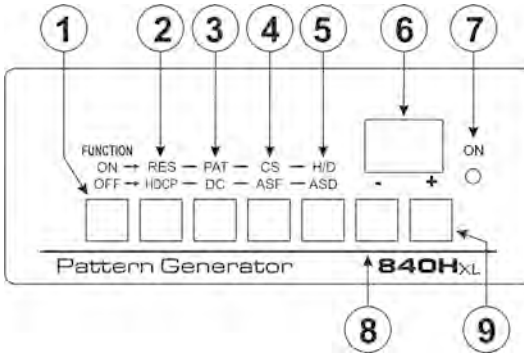 1 2 3 4 5 6 7
FUNCTION
ON → RES — PAT — CS — H/D
OFF → HDCP — DC — ASF — ASD
ON
- +
Pattern Generator 840HXL
8 9